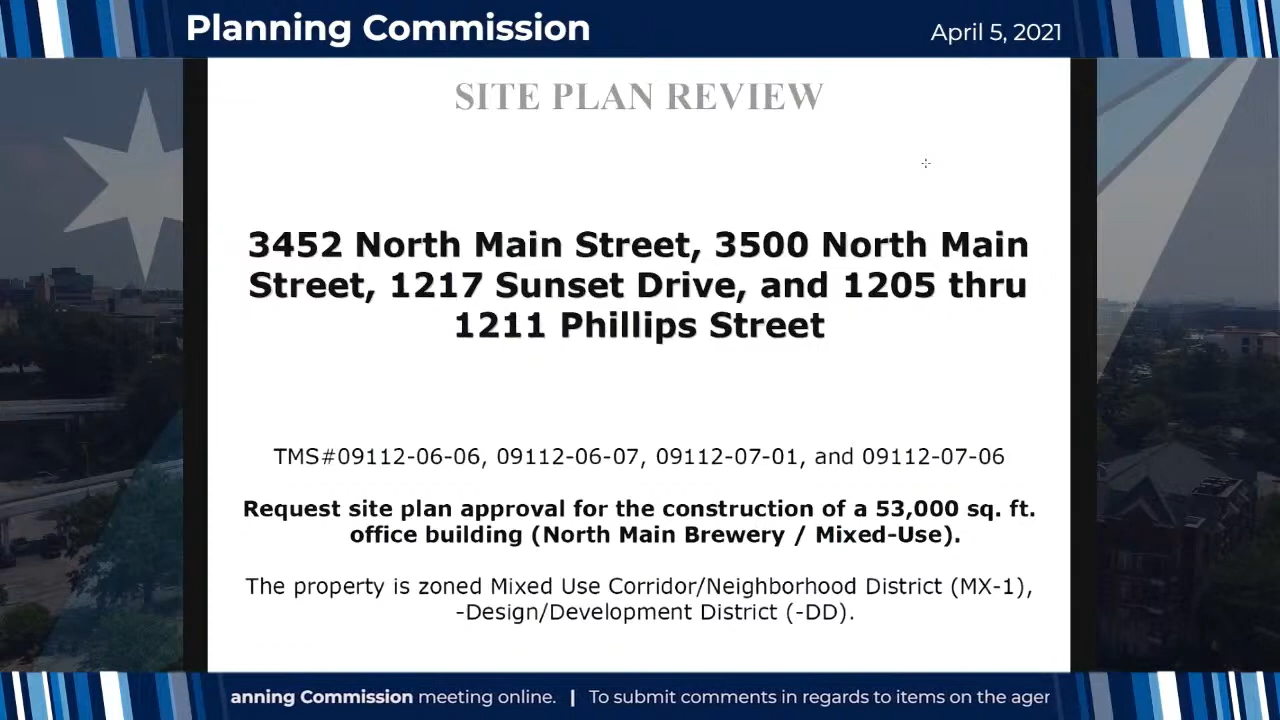 Planning Commission
April 5, 2021
SITE PLAN REVIEW
3452 North Main Street, 3500 North Main
Street, 1217 Sunset Drive, and 1205 thru
1211 Phillips Street
TMS#09112-06-06, 09112-06-07, 09112-07-01, and 09112-07-06
Request site plan approval for the construction of a 53,000 sq. ft.
office building (North Main Brewery / Mixed-Use).
The property is zoned Mixed Use Corridor/Neighborhood District (MX-1),
-Design/Development District (-DD).
anning Commission meeting online. | To submit comments in regards to items on the ager